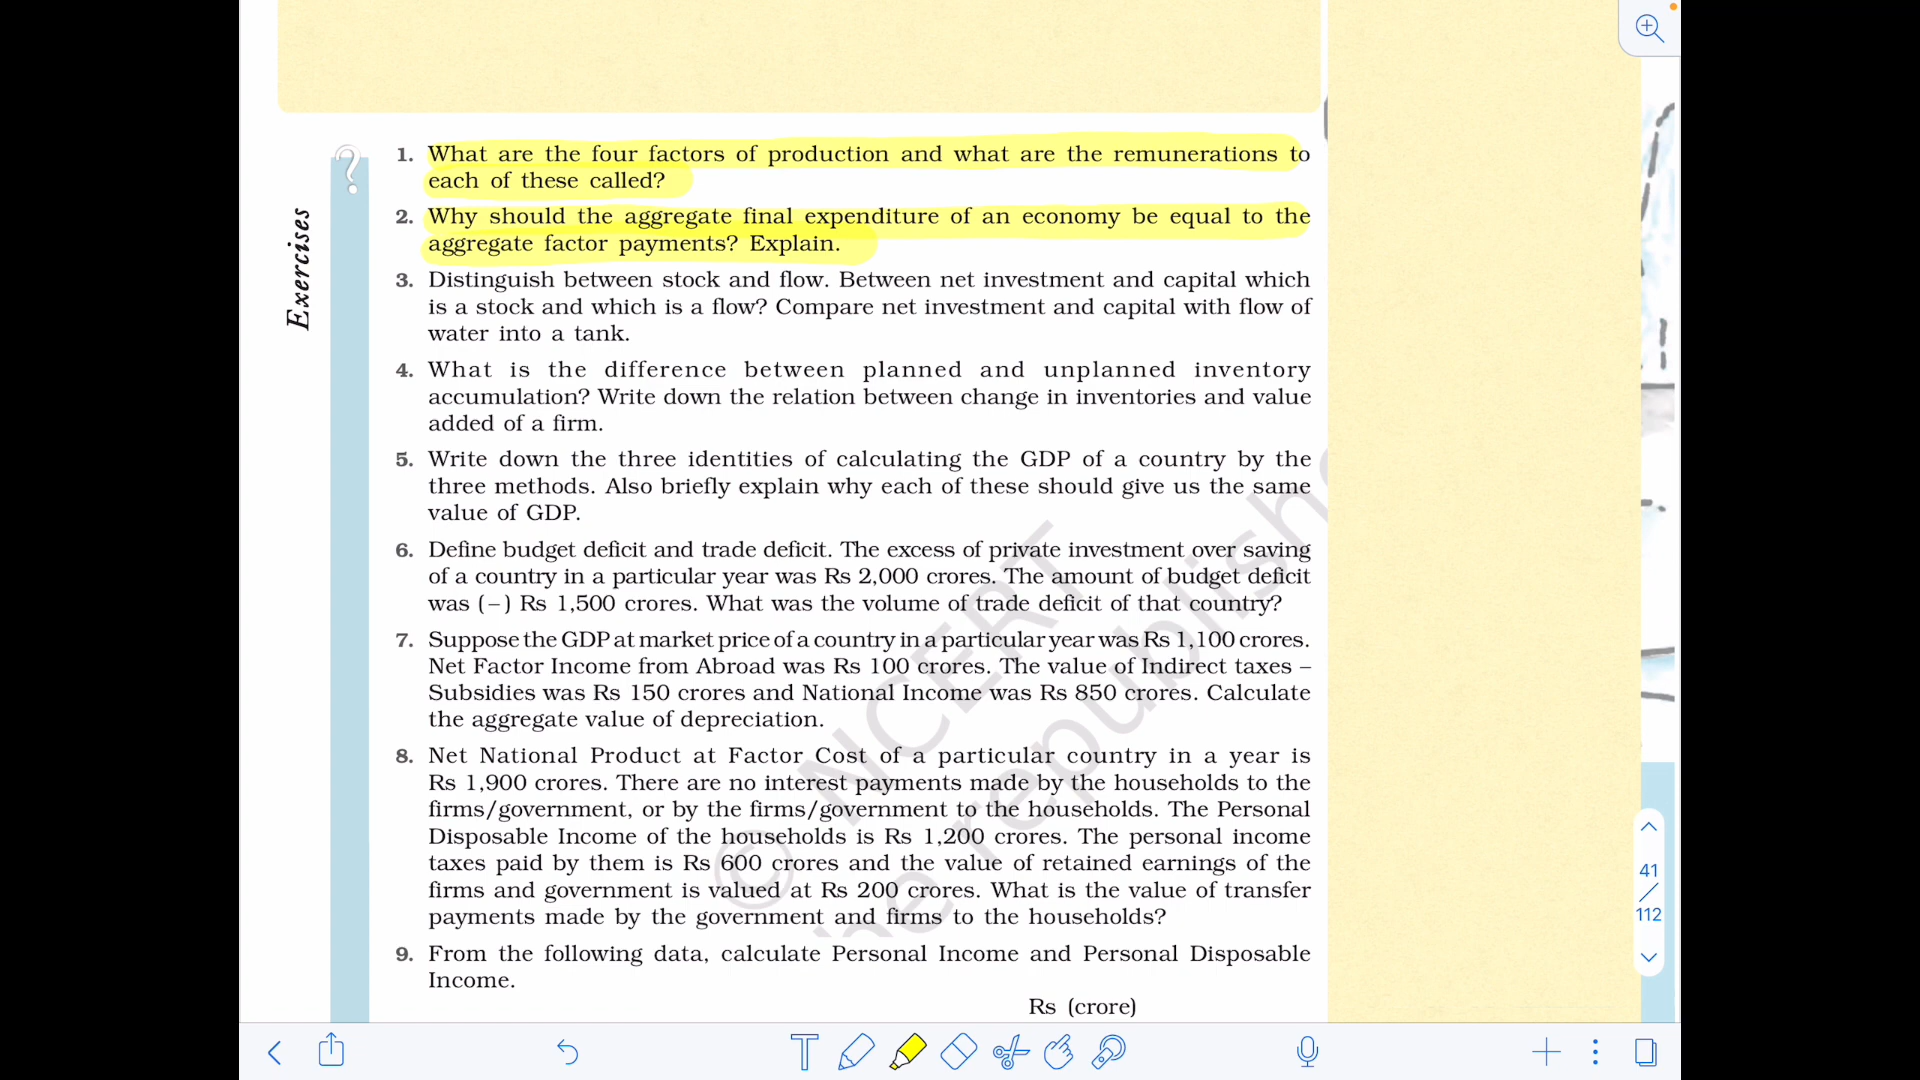 Exercises
?
1. What are the four factors of production and what are the remunerations to
each of these called?
2. Why should the aggregate final expenditure of an economy be equal to the
aggregate factor payments? Explain.
3. Distinguish between stock and flow. Between net investment and capital which
is a stock and which is a flow? Compare net investment and capital with flow of
water into a tank.
4. What is the difference between planned and unplanned inventory
accumulation? Write down the relation between change in inventories and value
added of a firm.
5. Write down the three identities of calculating the GDP of a country by the
three methods. Also briefly explain why each of these should give us the same
value of GDP.
6. Define budget deficit and trade deficit. The excess of private investment over saving
of a country in a particular year was Rs 2,000 crores. The amount of budget deficit
was (–) Rs 1,500 crores. What was the volume of trade deficit of that country?
7. Suppose the GDP at market price of a country in a particular year was Rs 1,100 crores.
Net Factor Income from Abroad was Rs 100 crores. The value of Indirect taxes –
Subsidies was Rs 150 crores and National Income was Rs 850 crores. Calculate
the aggregate value of depreciation.
8. Net National Product at Factor Cost of a particular country in a year is
Rs 1,900 crores. There are no interest payments made by the households to the
firms/government, or by the firms/government to the households. The Personal
Disposable Income of the households is Rs 1,200 crores. The personal income
taxes paid by them is Rs 600 crores and the value of retained earnings of the
firms and government is valued at Rs 200 crores. What is the value of transfer
payments made by the government and firms to the households?
9. From the following data, calculate Personal Income and Personal Disposable
Income.
Rs (crore)
© NCERT
be republishe
41
112
T